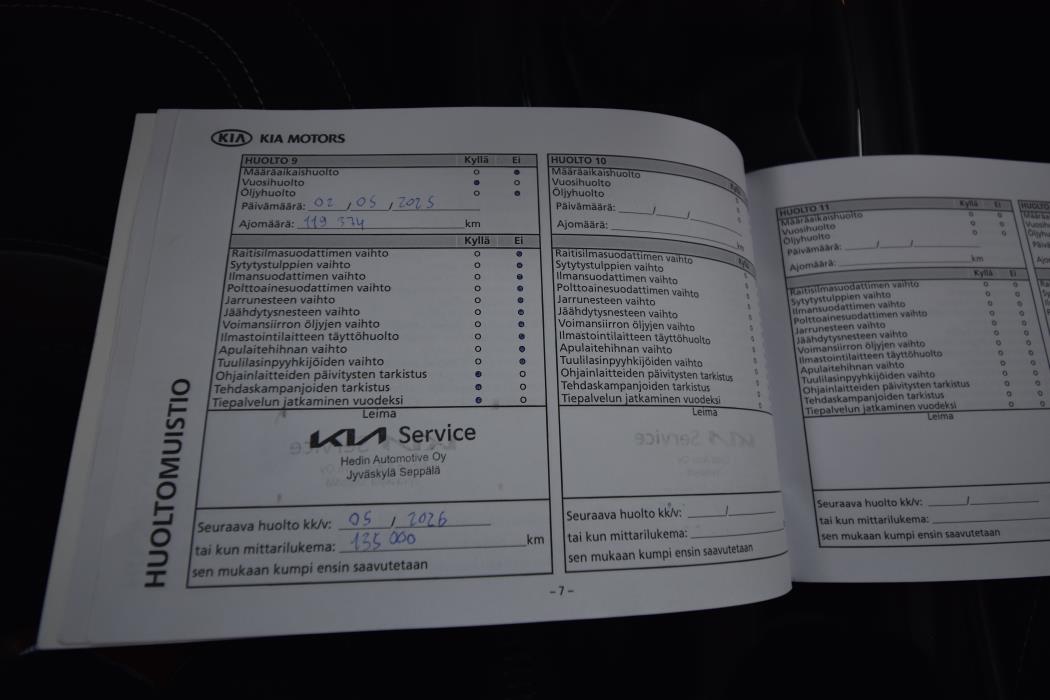 KIA KIA MOTORS
HUOLTO 9 Kyllä Ei
Määräaikaishuolto
Vuosihuolto
Öljyhuolto
Päivämäärä: 02 / 05 / 2025
Ajomäärä: 119 334 km
Kyllä Ei
Raitisilmasuodattimen vaihto
Sytytystulppien vaihto
Ilmansuodattimen vaihto
Polttoainesuodattimen vaihto
Jarrunesteen vaihto
Jäähdytysnesteen vaihto
Voimansiirron öljyjen vaihto
Ilmastointilaitteen täyttöhuolto
Apulaitehihnan vaihto
Tuulilasinpyyhkijöiden vaihto
Ohjainlaitteiden päivitysten tarkistus
Tehdaskampanjoiden tarkistus
Tiepalvelun jatkaminen vuodeksi
Leima
KIA Service
Hedin Automotive Oy
Jyväskylä Seppälä
Seuraava huolto kk/v: 05 / 2026
tai kun mittarilukema: 135 000 km
sen mukaan kumpi ensin saavutetaan
HUOLTOMUISTIO
HUOLTO 10
Määräaikaishuolto
Vuosihuolto
Öljyhuolto
Päivämäärä: / /
Ajomäärä: km
Raitisilmasuodattimen vaihto
Sytytystulppien vaihto
Ilmansuodattimen vaihto
Polttoainesuodattimen vaihto
Jarrunesteen vaihto
Jäähdytysnesteen vaihto
Voimansiirron öljyjen vaihto
Ilmastointilaitteen täyttöhuolto
Apulaitehihnan vaihto
Tuulilasinpyyhkijöiden vaihto
Ohjainlaitteiden päivitysten tarkistus
Tehdaskampanjoiden tarkistus
Tiepalvelun jatkaminen vuodeksi
Leima
Seuraava huolto kk/v: /
tai kun mittarilukema:
sen mukaan kumpi ensin saavutetaan
- 7 -
HUOLTO 11 Kyllä Ei
Määräaikaishuolto
Vuosihuolto
Öljyhuolto
Päivämäärä: / /
Ajomäärä: km
Kyllä Ei
Raitisilmasuodattimen vaihto
Sytytystulppien vaihto
Ilmansuodattimen vaihto
Polttoainesuodattimen vaihto
Jarrunesteen vaihto
Jäähdytysnesteen vaihto
Voimansiirron öljyjen vaihto
Ilmastointilaitteen täyttöhuolto
Apulaitehihnan vaihto
Tuulilasinpyyhkijöiden vaihto
Ohjainlaitteiden päivitysten tarkistus
Tehdaskampanjoiden tarkistus
Tiepalvelun jatkaminen vuodeksi
Leima
Seuraava huolto kk/v: /
tai kun mittarilukema:
sen mukaan kumpi ensin saavutetaan